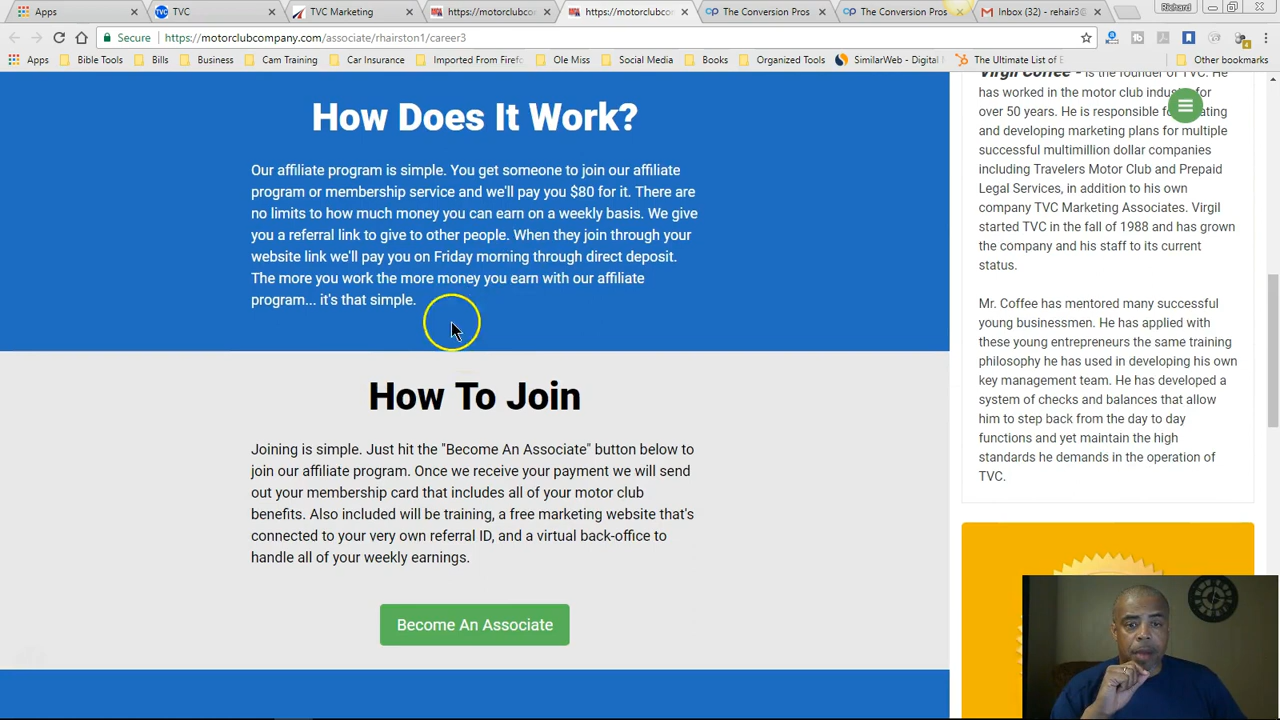 Richard
Apps
TVC
TVC Marketing
https://motorclubco
https://motorclubco
The Conversion Pros
The Conversion Pros
Inbox (32) - rehair3@
Secure
https://motorclubcompany.com/associate/rhairston1/career3
Apps
Bible Tools
Bills
Business
Cam Training
Car Insurance
Imported From Firef
Ole Miss
Social Media
Books
Organized Tools
SimilarWeb - Digital
The Ultimate List of E
Other bookmarks
How Does It Work?
Our affiliate program is simple. You get someone to join our affiliate
program or membership service and we'll pay you $80 for it. There are
no limits to how much money you can earn on a weekly basis. We give
you a referral link to give to other people. When they join through your
website link we'll pay you on Friday morning through direct deposit.
The more you work the more money you earn with our affiliate
program... it's that simple.
How To Join
Joining is simple. Just hit the "Become An Associate" button below to
join our affiliate program. Once we receive your payment we will send
out your membership card that includes all of your motor club
benefits. Also included will be training, a free marketing website that's
connected to your very own referral ID, and a virtual back-office to
handle all of your weekly earnings.
Become An Associate
Virgil Coffee - is the founder of TVC. He
has worked in the motor club industry for
over 50 years. He is responsible for ating
and developing marketing plans for multiple
successful multimillion dollar companies
including Travelers Motor Club and Prepaid
Legal Services, in addition to his own
company TVC Marketing Associates. Virgil
started TVC in the fall of 1988 and has grown
the company and his staff to its current
status.
Mr. Coffee has mentored many successful
young businessmen. He has applied with
these young entrepreneurs the same training
philosophy he has used in developing his own
key management team. He has developed a
system of checks and balances that allow
him to step back from the day to day
functions and yet maintain the high
standards he demands in the operation of
TVC.